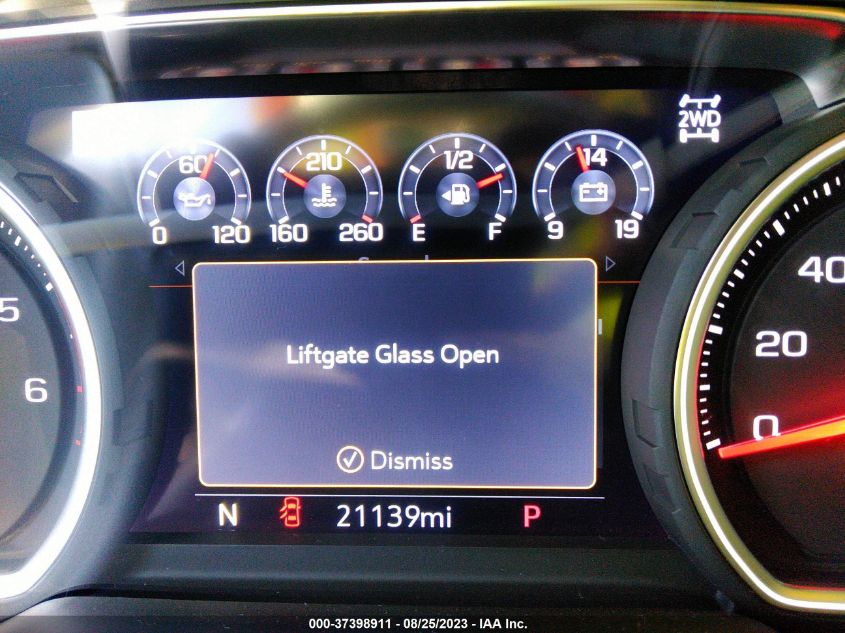 2WD
60 210 1/2 14
0 120 160 260 E F 9 19
5
6
40
20
0
Liftgate Glass Open
Dismiss
N 21139mi P
000-37398911 - 08/25/2023 - IAA Inc.